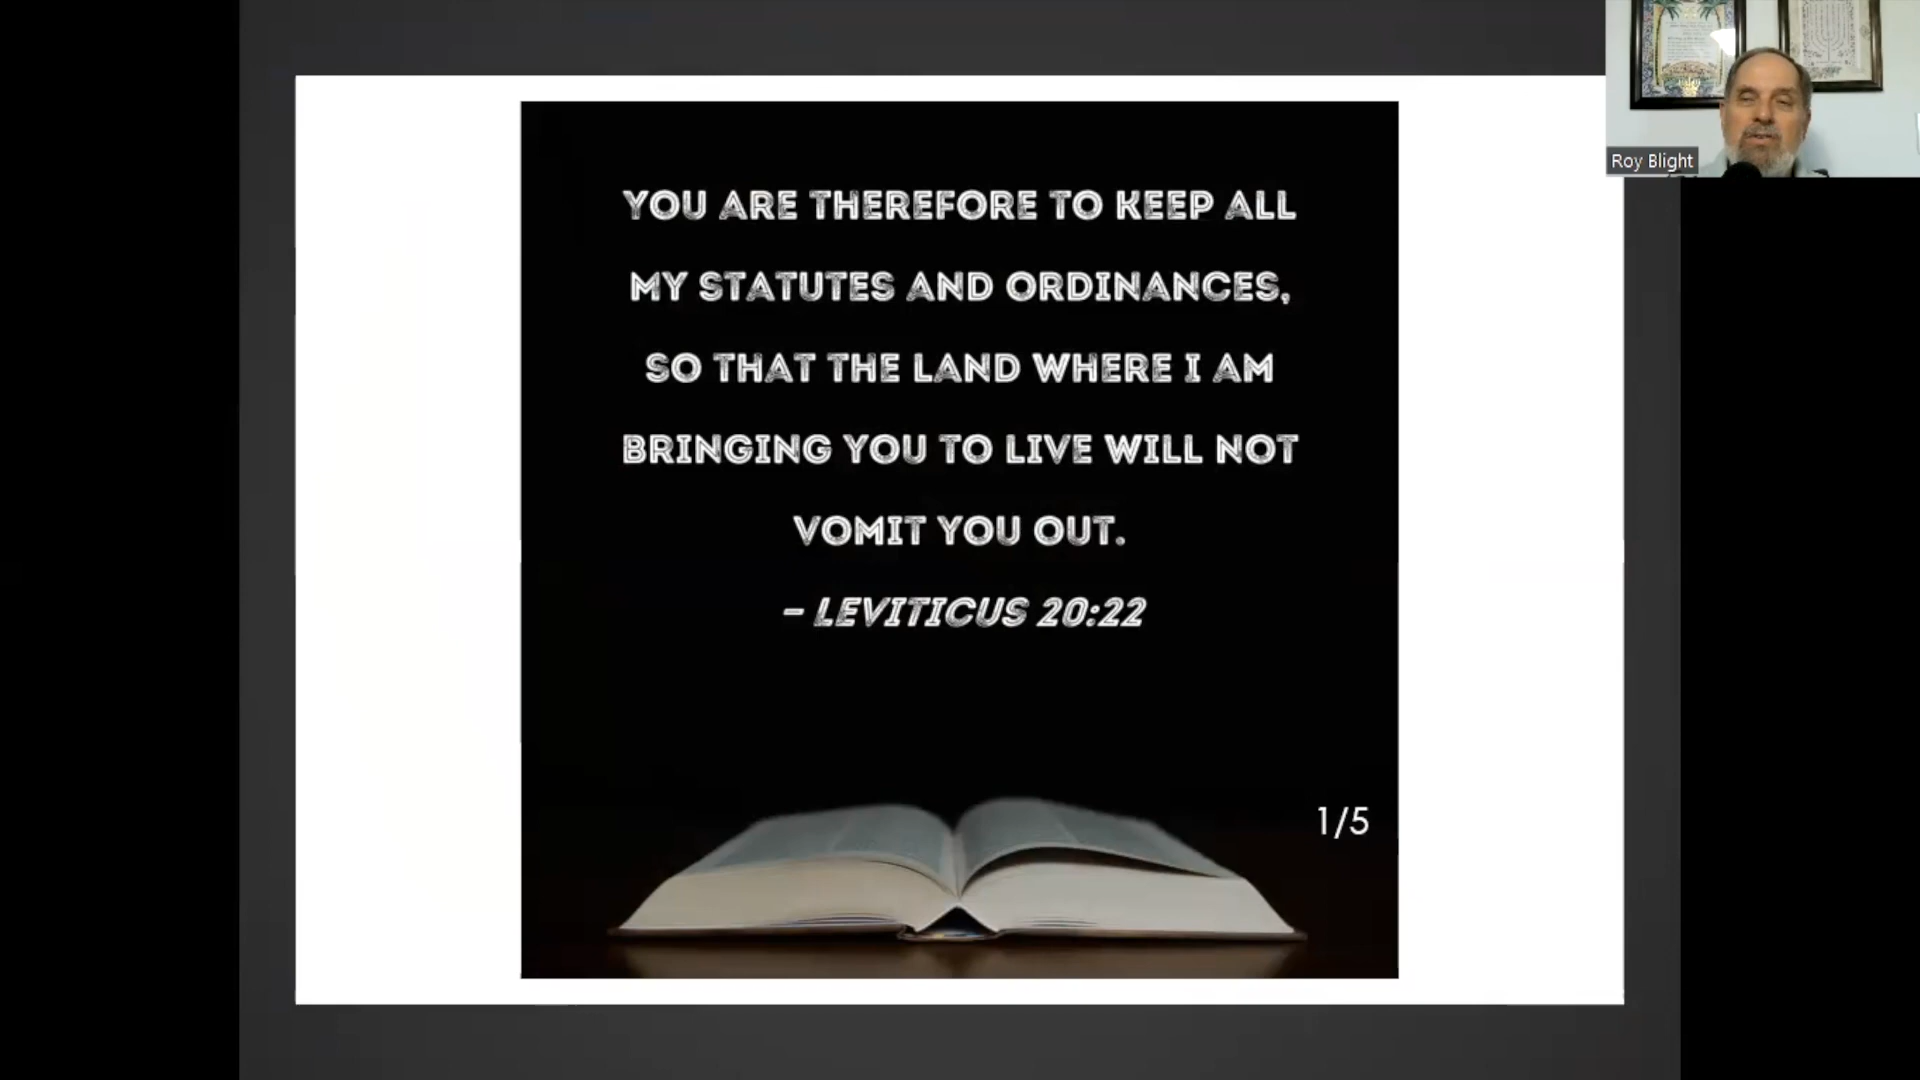 YOU ARE THEREFORE TO KEEP ALL
MY STATUTES AND ORDINANCES,
SO THAT THE LAND WHERE I AM
BRINGING YOU TO LIVE WILL NOT
VOMIT YOU OUT.
– LEVITICUS 20:22
1/5
Roy Blight